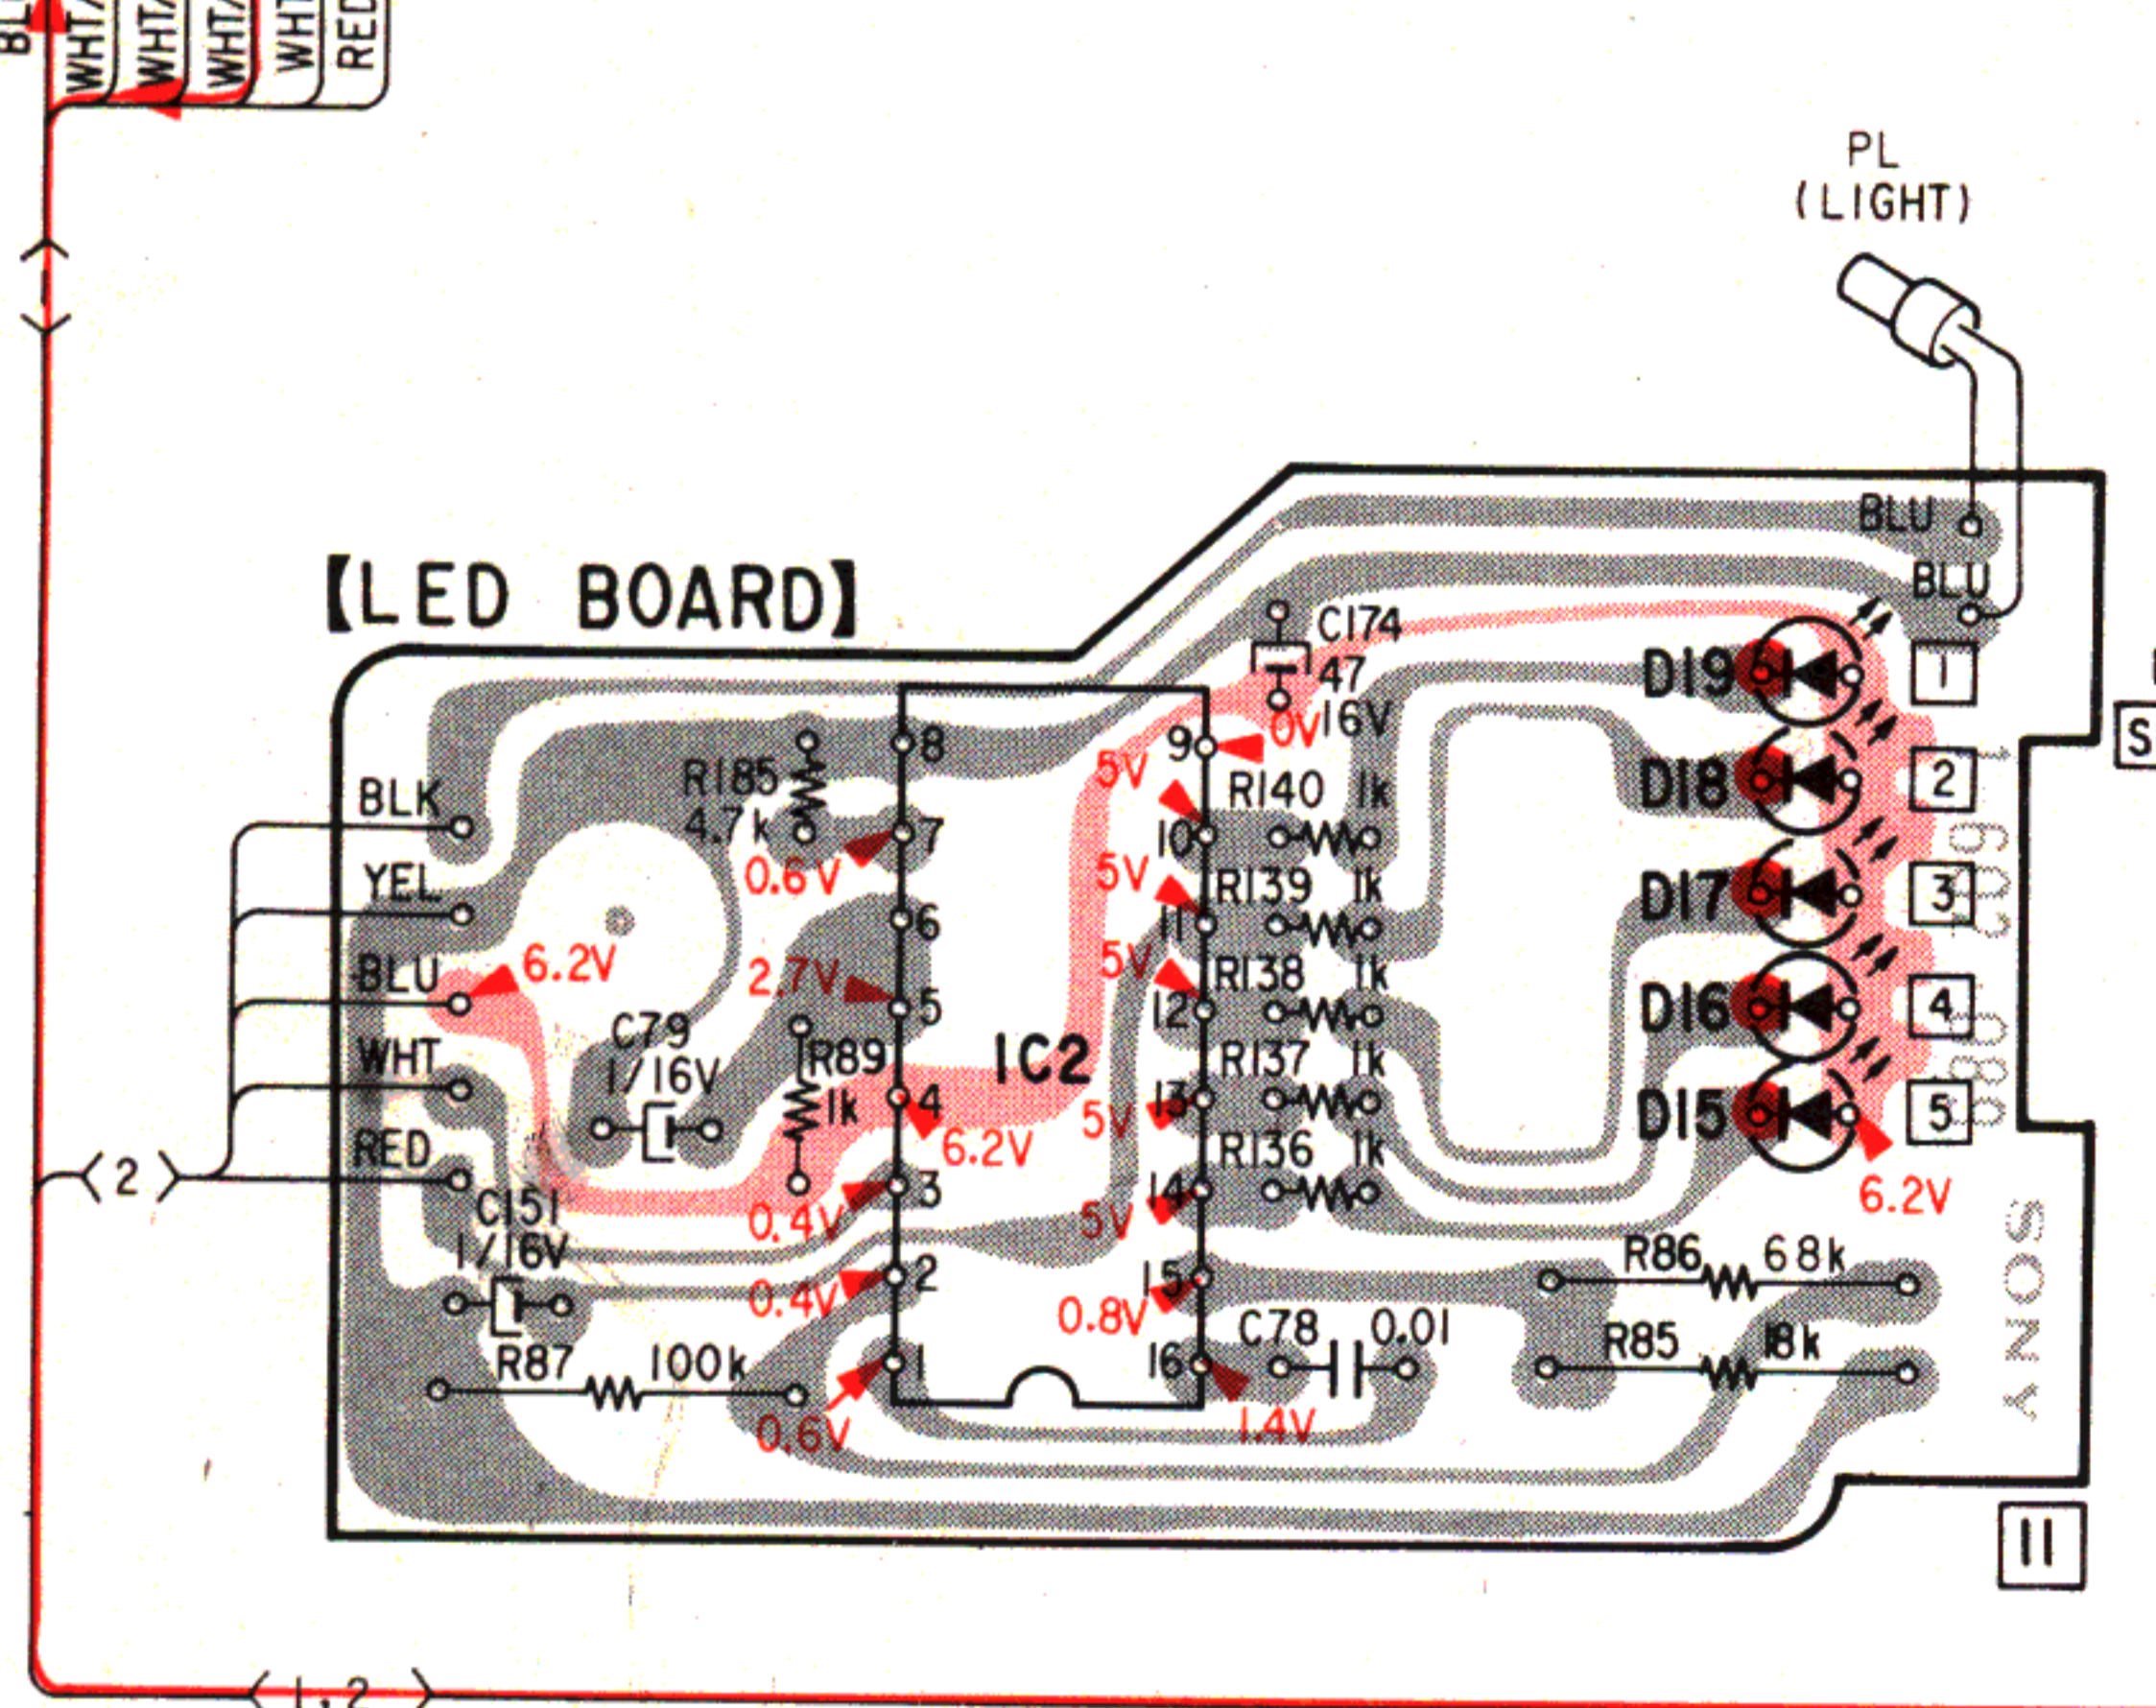 WHT/
WHT/
WHT/
WHT
RED
PL
(LIGHT)
【LED BOARD】
BLU
BLU
C174
47
16V
D19
1
0V
8
9
R185
4.7k
5V
R140 1k
D18
2
BLK
7
10
0.6V
5V
R139 1k
D17
3
YEL
6
11
BLU
6.2V
2.7V
5V
R138 1k
D16
4
5
12
C79
1/16V
WHT
R89
1k
IC2
R137 1k
4
13
6.2V
5V
D15
5
RED
R136 1k
2
3
14
0.4V
5V
6.2V
C151
1/16V
R86 68k
2
15
0.4V
0.8V
C78 0.01
R85 18k
R87 100k
1
16
0.6V
1.4V
SONY
S
11
1,2